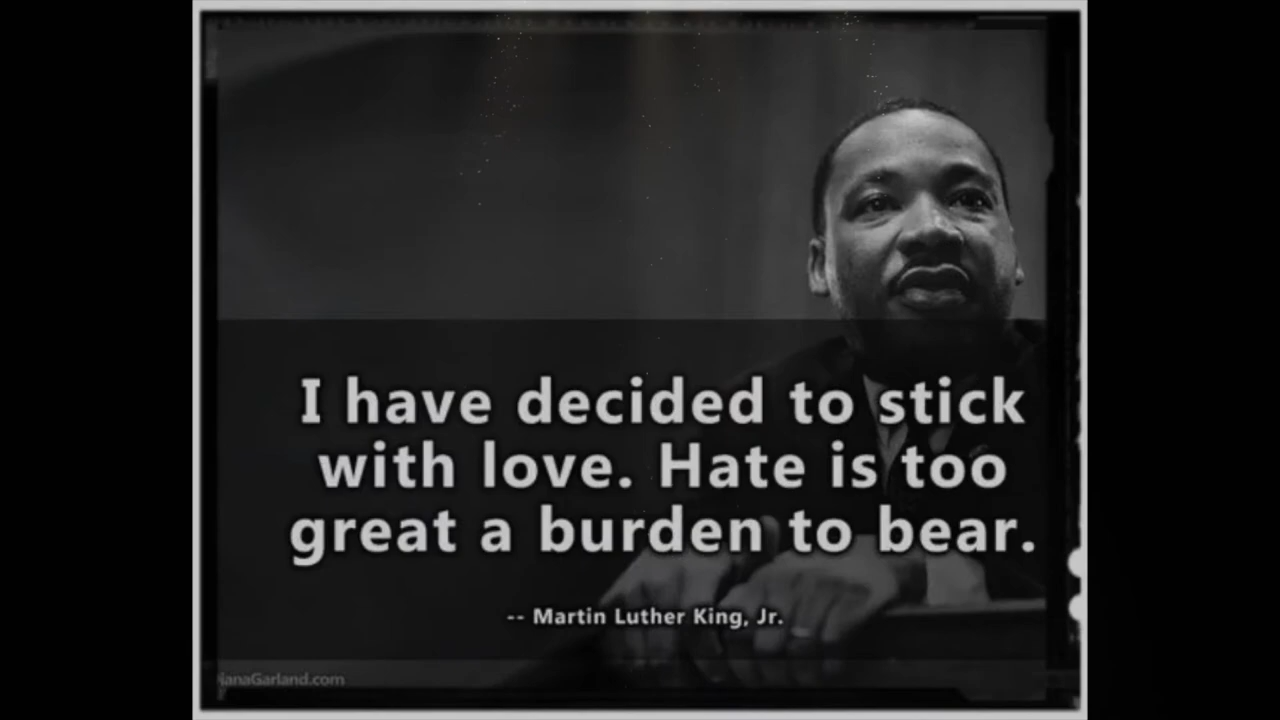 I have decided to stick
with love. Hate is too
great a burden to bear.
-- Martin Luther King, Jr.